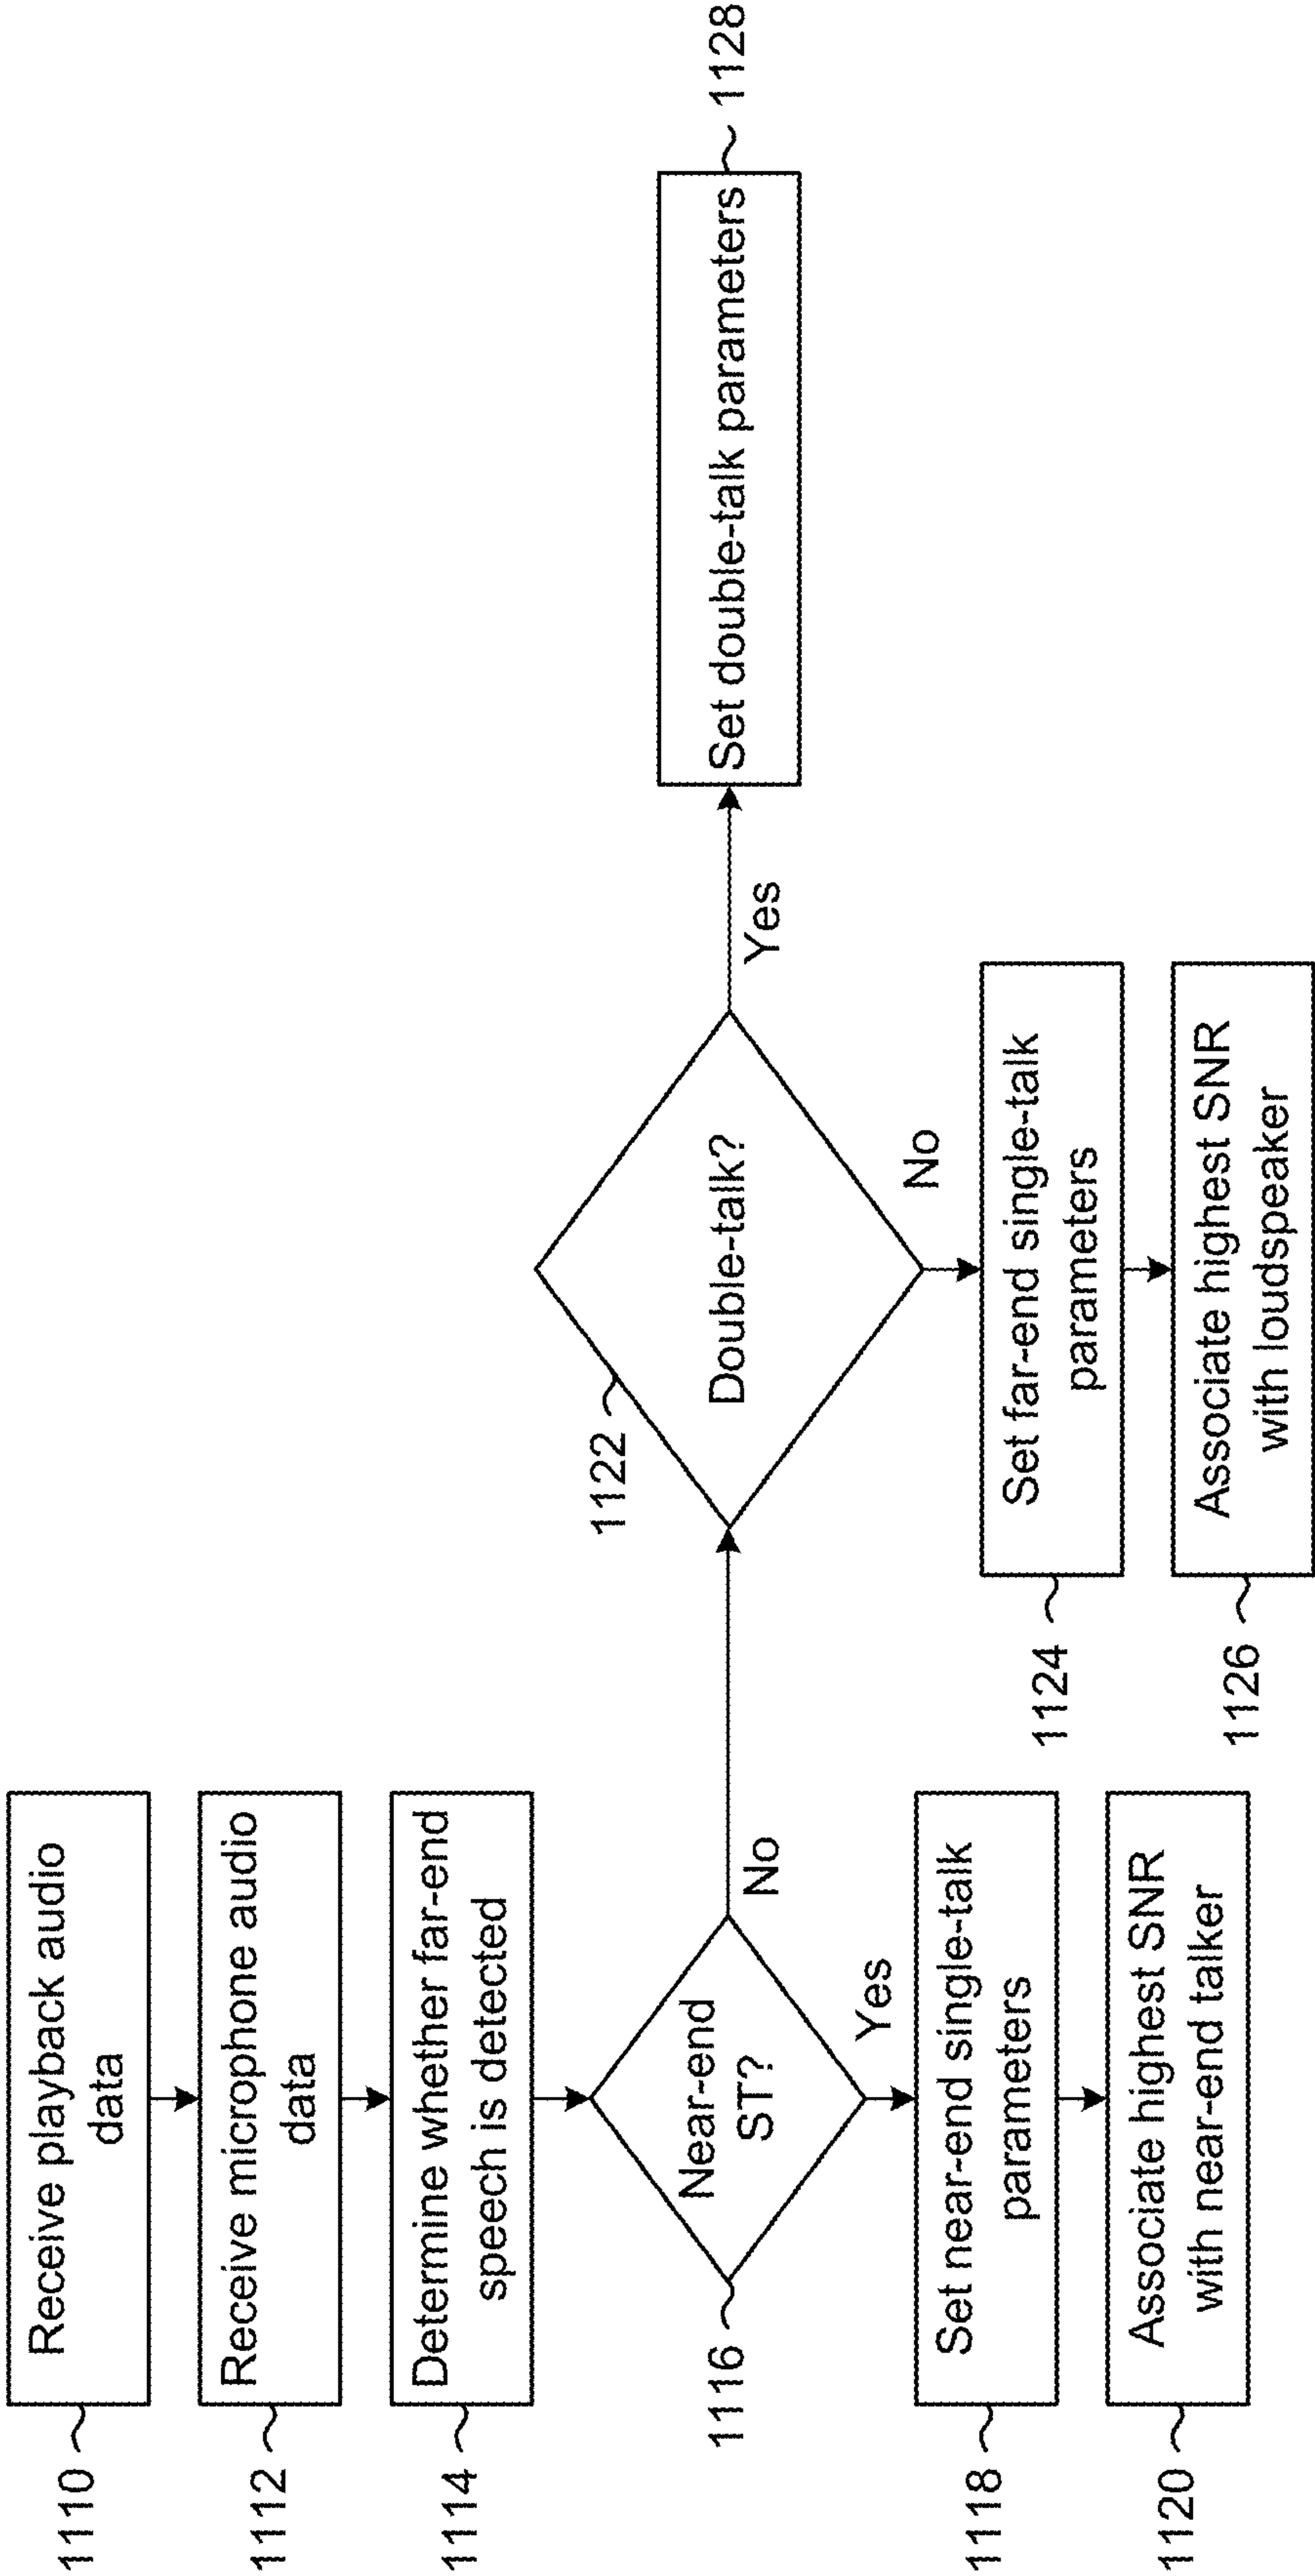 1110
Receive playback audio
data
1112
Receive microphone audio
data
1114
Determine whether far-end
speech is detected
1116
Near-end
ST?
No
Yes
1118
Set near-end single-talk
parameters
1120
Associate highest SNR
with near-end talker
1122
Double-talk?
Yes
No
1124
Set far-end single-talk
parameters
1126
Associate highest SNR
with loudspeaker
Set double-talk parameters
1128